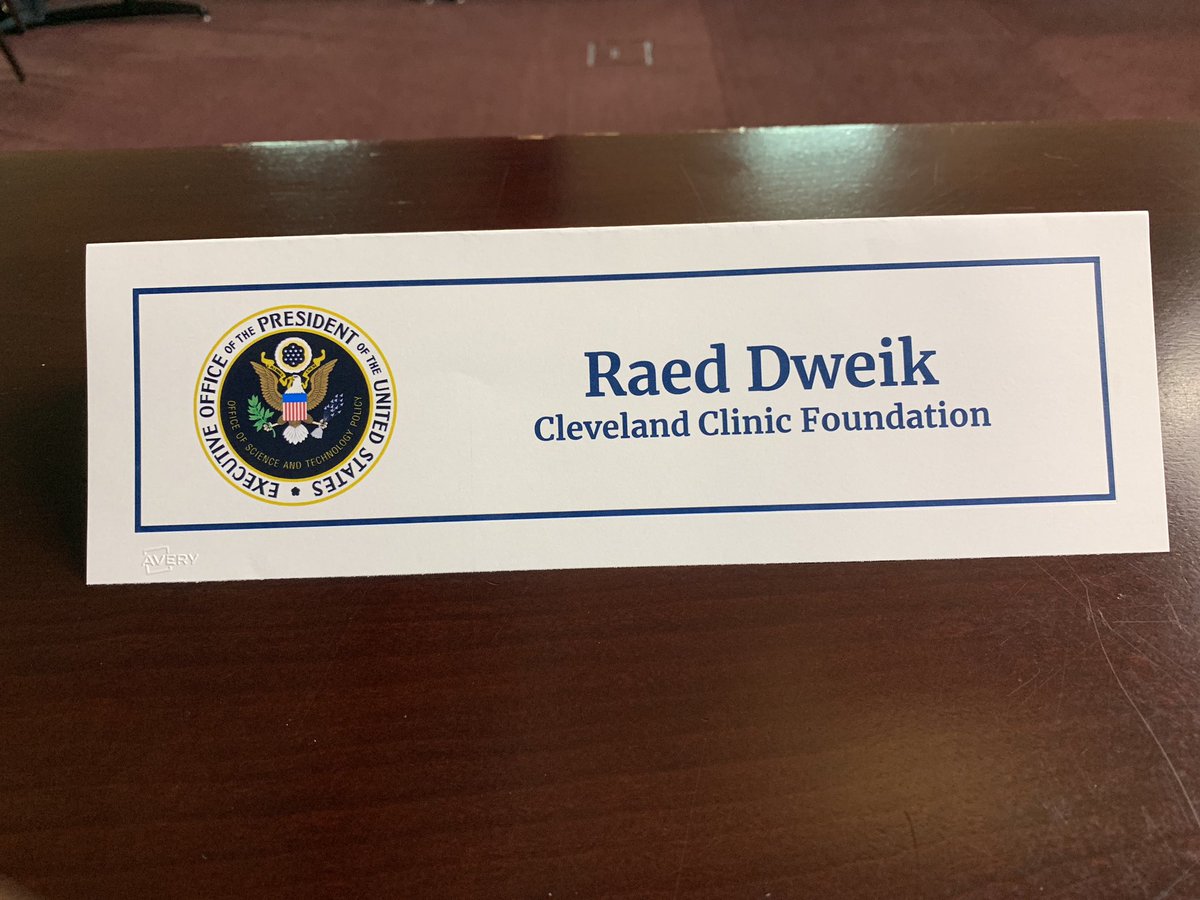 EXECUTIVE OFFICE OF THE PRESIDENT OF THE UNITED STATES
OFFICE OF SCIENCE AND TECHNOLOGY POLICY
Raed Dweik
Cleveland Clinic Foundation
AVERY